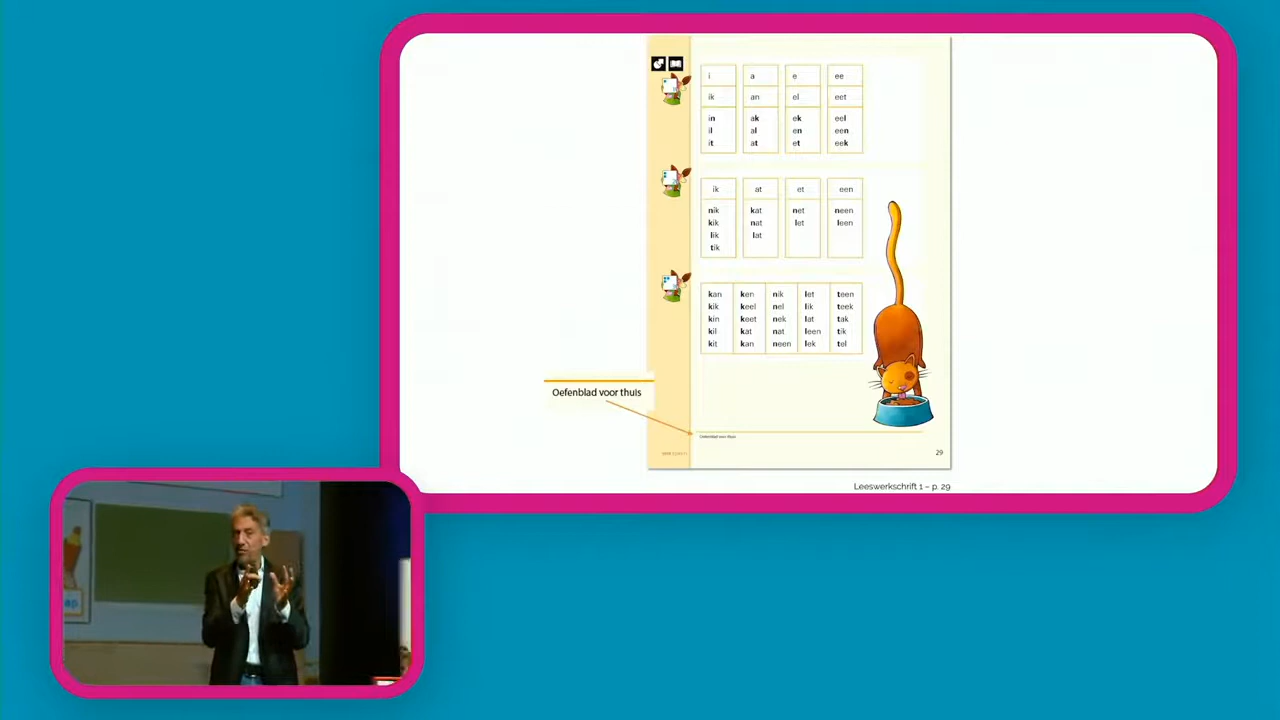 i a e ee
ik an el eet
in ak ek eel
il al en een
it at et eek
ik at et een
nik kat net neen
kik nat let leen
lik lat
tik
kan ken nik let teen
kik keel nel lik teek
kin keet nek lat tak
kil kat nat leen tik
kit kan neen lek tel
Oefenblad voor thuis
Oefenblad voor thuis
29
Leeswerkschrift 1 – p. 29